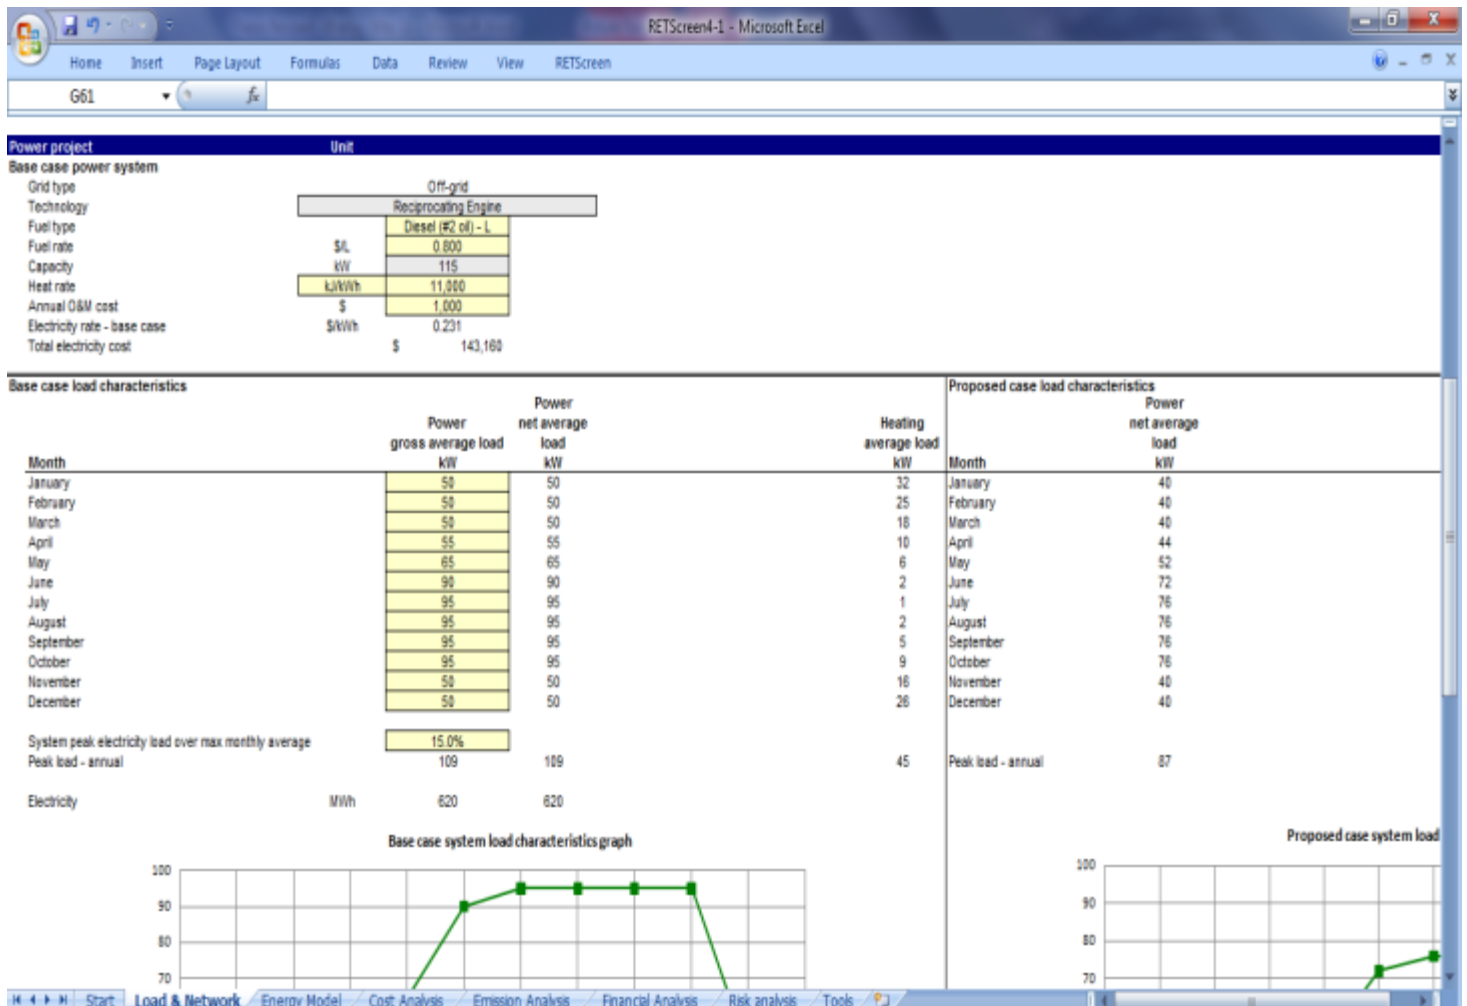 RETScreen4-1 - Microsoft Excel
Home Insert Page Layout Formulas Data Review View RETScreen
G61 fx
Power project Unit
Base case power system
Grid type Off-grid
Technology Reciprocating Engine
Fuel type Diesel (#2 oil) - L
Fuel rate $/L 0.800
Capacity kW 115
Heat rate kJ/kWh 11,000
Annual O&M cost $ 1,000
Electricity rate - base case $/kWh 0.231
Total electricity cost $ 143,160
Base case load characteristics Proposed case load characteristics
Power Power
Power net average Heating net average
gross average load load average load load
Month kW kW kW Month kW
January 50 50 32 January 40
February 50 50 25 February 40
March 50 50 18 March 40
April 55 55 10 April 44
May 65 65 6 May 52
June 90 90 2 June 72
July 95 95 1 July 76
August 95 95 2 August 76
September 95 95 5 September 76
October 95 95 9 October 76
November 50 50 16 November 40
December 50 50 26 December 40
System peak electricity load over max monthly average 15.0%
Peak load - annual 109 109 45 Peak load - annual 87
Electricity MWh 620 620
Base case system load characteristics graph Proposed case system load
100 100
90 90
80 80
70 70
Start Load & Network Energy Model Cost Analysis Emission Analysis Financial Analysis Risk analysis Tools